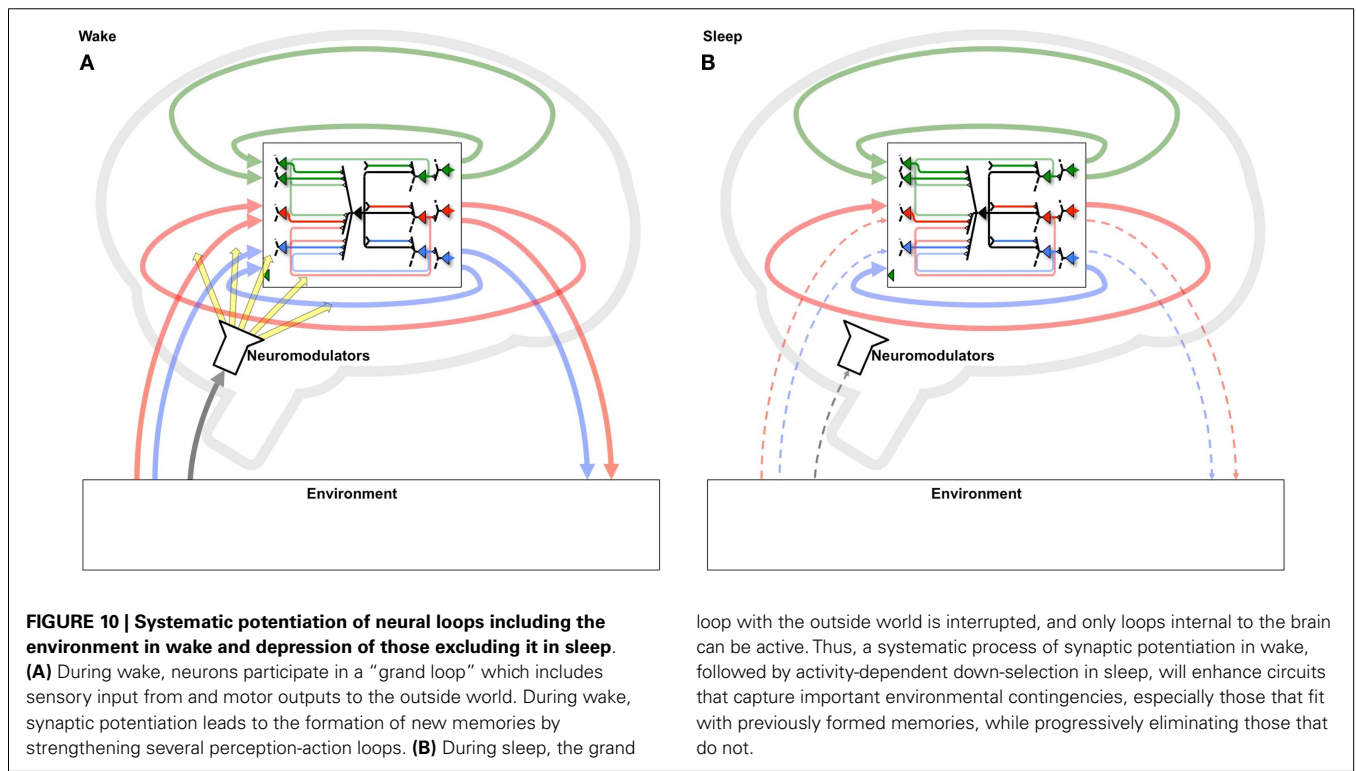 Wake
A
Neuromodulators
Environment
Sleep
B
Neuromodulators
Environment
FIGURE 10 | Systematic potentiation of neural loops including the
environment in wake and depression of those excluding it in sleep.
(A) During wake, neurons participate in a “grand loop” which includes
sensory input from and motor outputs to the outside world. During wake,
synaptic potentiation leads to the formation of new memories by
strengthening several perception-action loops. (B) During sleep, the grand
loop with the outside world is interrupted, and only loops internal to the brain
can be active. Thus, a systematic process of synaptic potentiation in wake,
followed by activity-dependent down-selection in sleep, will enhance circuits
that capture important environmental contingencies, especially those that fit
with previously formed memories, while progressively eliminating those that
do not.